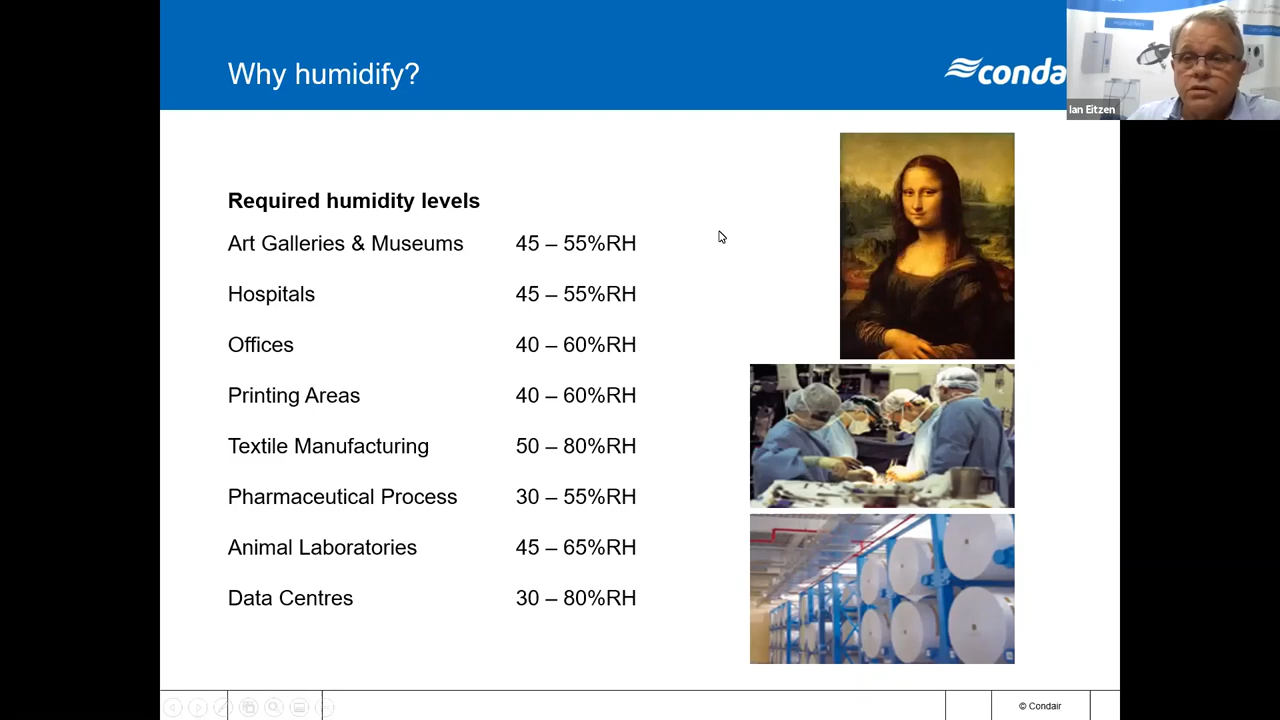 Why humidify?
conda
Ian Eitzen
Required humidity levels
Art Galleries & Museums 45 – 55%RH
Hospitals 45 – 55%RH
Offices 40 – 60%RH
Printing Areas 40 – 60%RH
Textile Manufacturing 50 – 80%RH
Pharmaceutical Process 30 – 55%RH
Animal Laboratories 45 – 65%RH
Data Centres 30 – 80%RH
© Condair